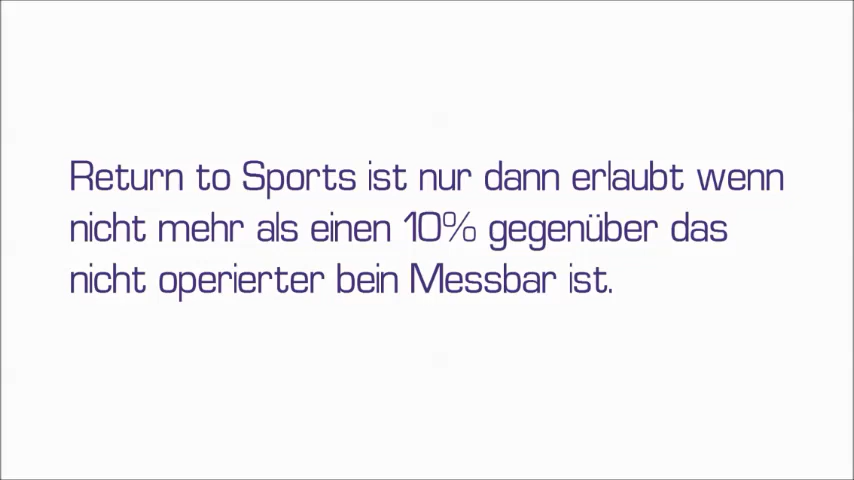 Return to Sports ist nur dann erlaubt wenn
nicht mehr als einen 10% gegenüber das
nicht operierter bein Messbar ist.